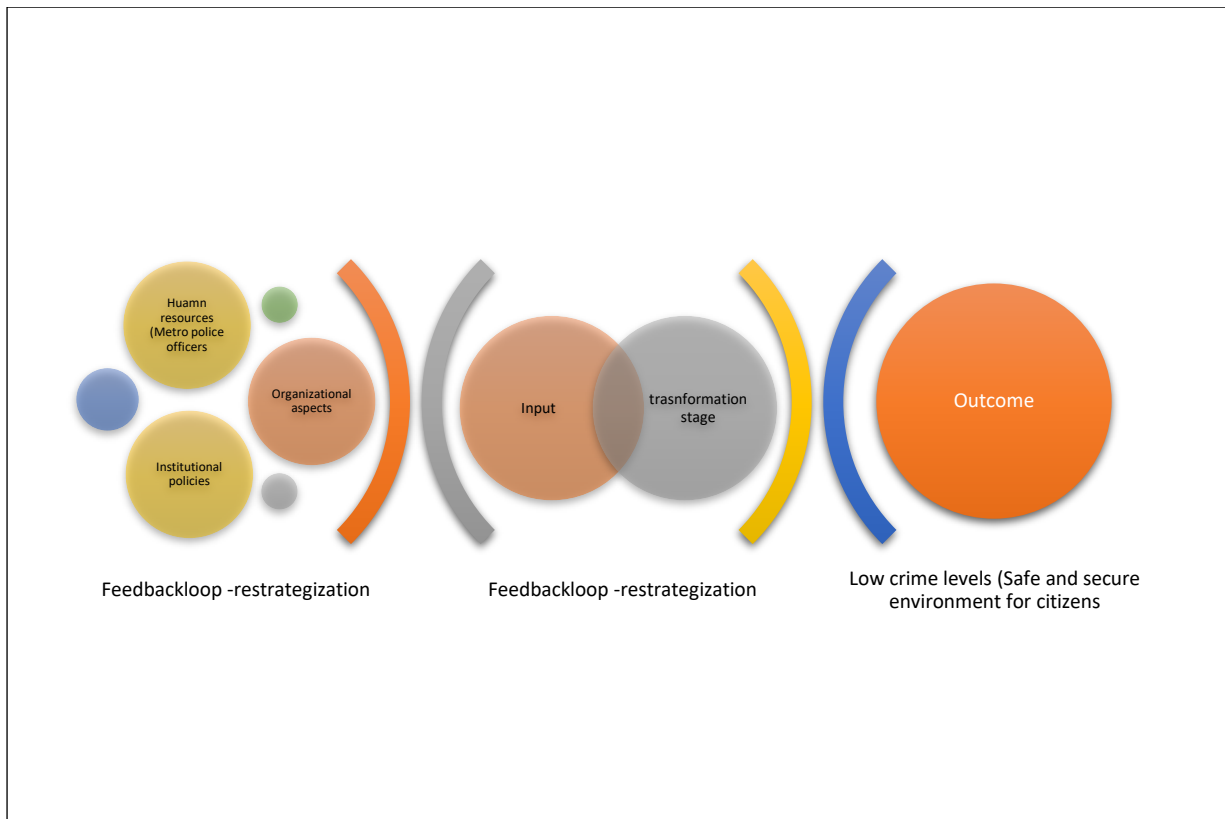 Huamn
resources
(Metro police
officers
Organizational
aspects
Institutional
policies
Input
trasnformation
stage
Outcome
Feedbackloop -restrategization
Feedbackloop -restrategization
Low crime levels (Safe and secure
environment for citizens